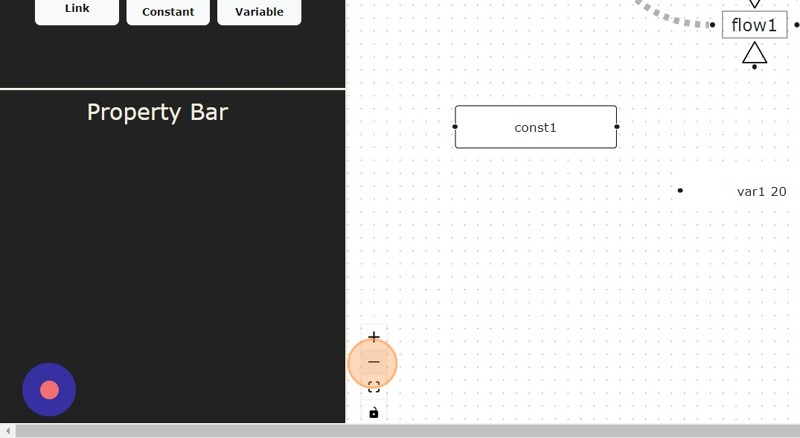 Link
Constant
Variable
flow1
Property Bar
const1
var1 20